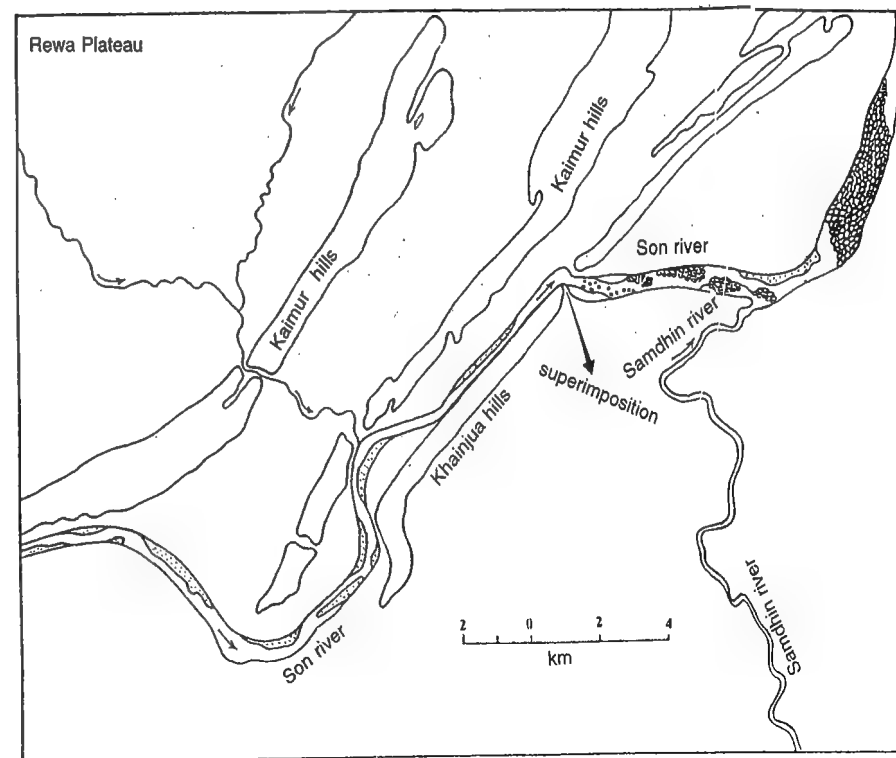 Rewa Plateau
Kaimur hills
Kaimur hills
Son river
Samdhin river
superimposition
Khainjua hills
Son river
2 0 2 4
km
Samdhin river